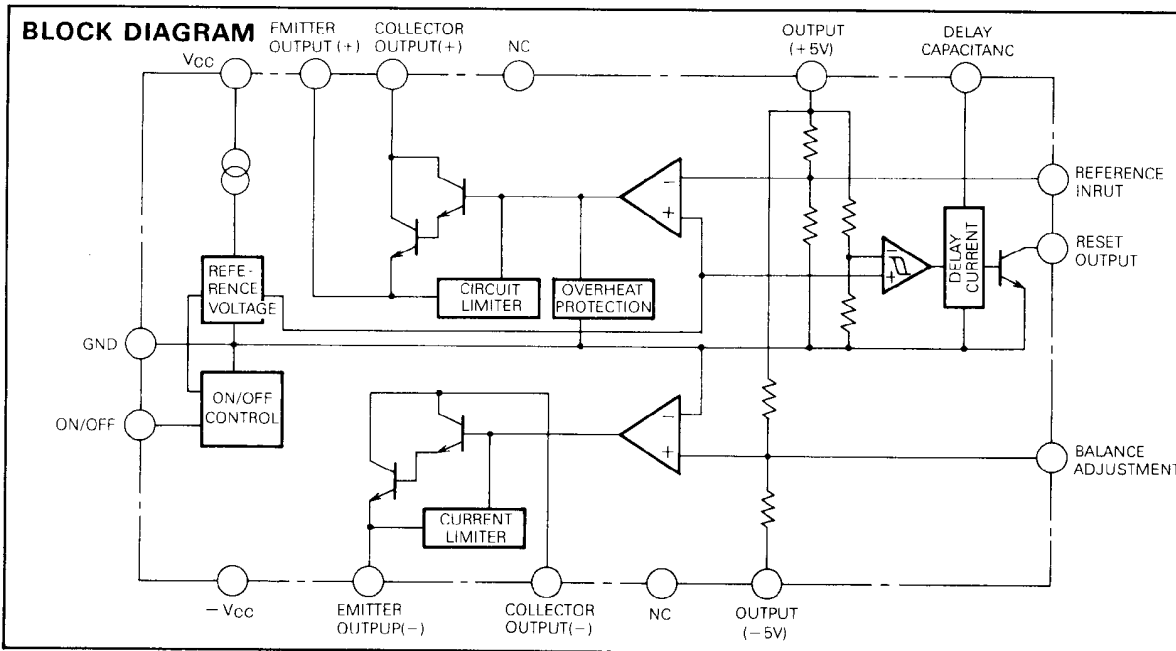 BLOCK DIAGRAM
VCC
EMITTER
OUTPUT (+)
COLLECTOR
OUTPUT(+)
NC
OUTPUT
(+5V)
DELAY
CAPACITANC
REFERENCE
INRUT
RESET
OUTPUT
DELAY
CURRENT
REFE-
RENCE
VOLTAGE
CIRCUIT
LIMITER
OVERHEAT
PROTECTION
GND
ON/OFF
CONTROL
ON/OFF
BALANCE
ADJUSTMENT
CURRENT
LIMITER
− VCC
EMITTER
OUTPUP(−)
COLLECTOR
OUTPUT(−)
NC
OUTPUT
(−5V)